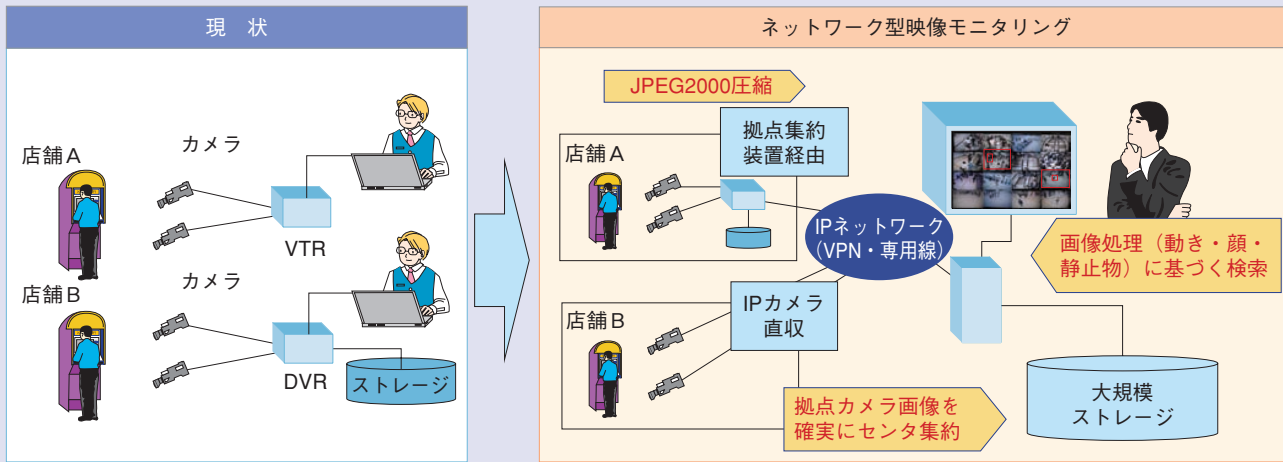 現 状
店舗A
カメラ
VTR
店舗B
カメラ
DVR
ストレージ
ネットワーク型映像モニタリング
JPEG2000圧縮
拠点集約
装置経由
店舗A
IPネットワーク
(VPN・専用線)
画像処理（動き・顔・
静止物）に基づく検索
IPカメラ
直収
店舗B
拠点カメラ画像を
確実にセンタ集約
大規模
ストレージ